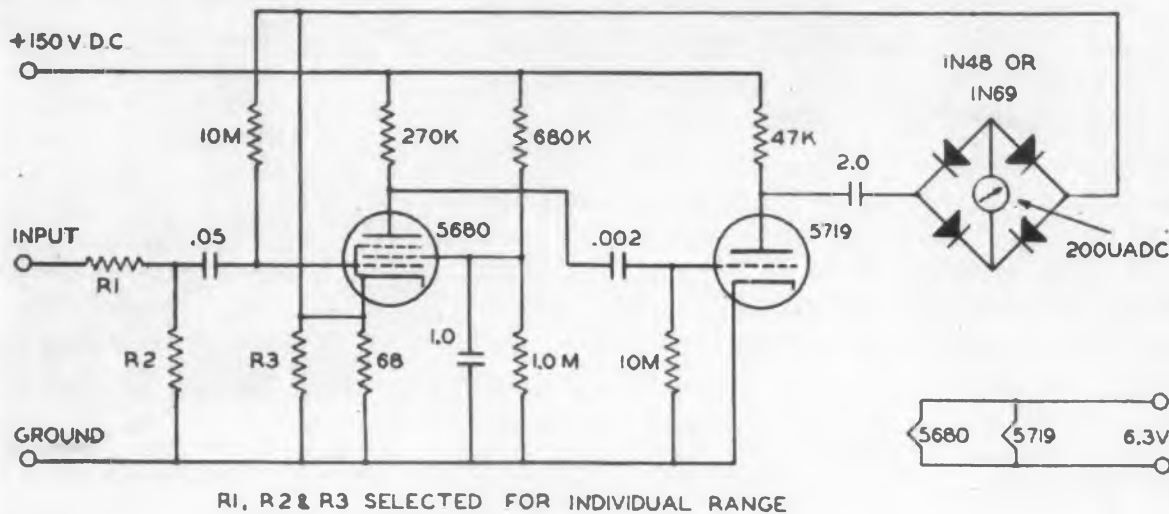 +150 V D.C
IN48 OR
IN69
10M
270K
680K
47K
2.0
INPUT
.05
5680
.002
5719
200UADC
R1
R2
R3
68
1.0
1.0 M
10M
GROUND
5680
5719
6.3V
R1, R2 & R3 SELECTED FOR INDIVIDUAL RANGE